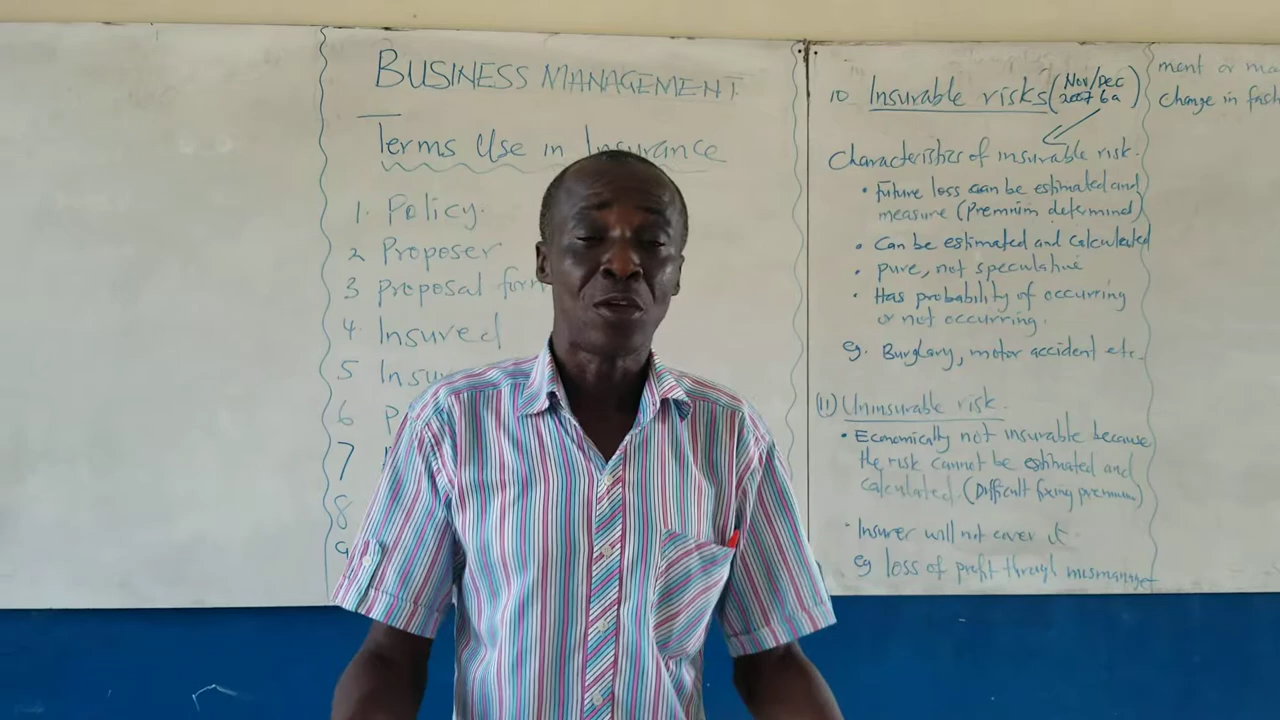 BUSINESS MANAGEMENT
Terms Use in Insurance
1. Policy.
2 Proposer
3 Proposal form
4. Insured
5 Insu
6 P
7
8
9
10 Insurable risks (Nov/Dec
2007 6a)
Characteristics of insurable risk.
• Future loss can be estimated and
measure (Premium determined)
• Can be estimated and calculated
• pure, not speculative
• Has probability of occurring
or not occurring.
eg. Burglary, motor accident etc.
(11) Uninsurable risk.
• Economically not insurable because
the risk cannot be estimated and
calculated. (Difficult fixing premium)
• Insurer will not cover it
eg loss of profit through mismanage
ment or ma
change in fash